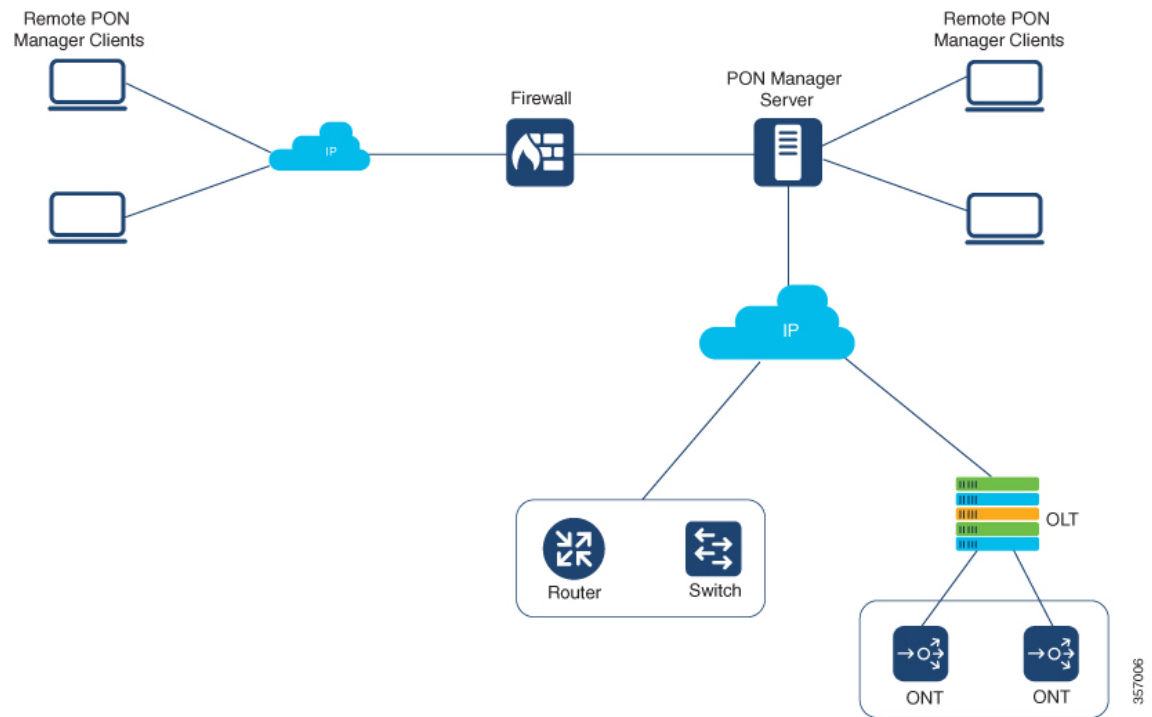 Remote PON
Manager Clients
Remote PON
Manager Clients
PON Manager
Server
Firewall
IP
IP
OLT
Router
Switch
ONT
ONT
357006